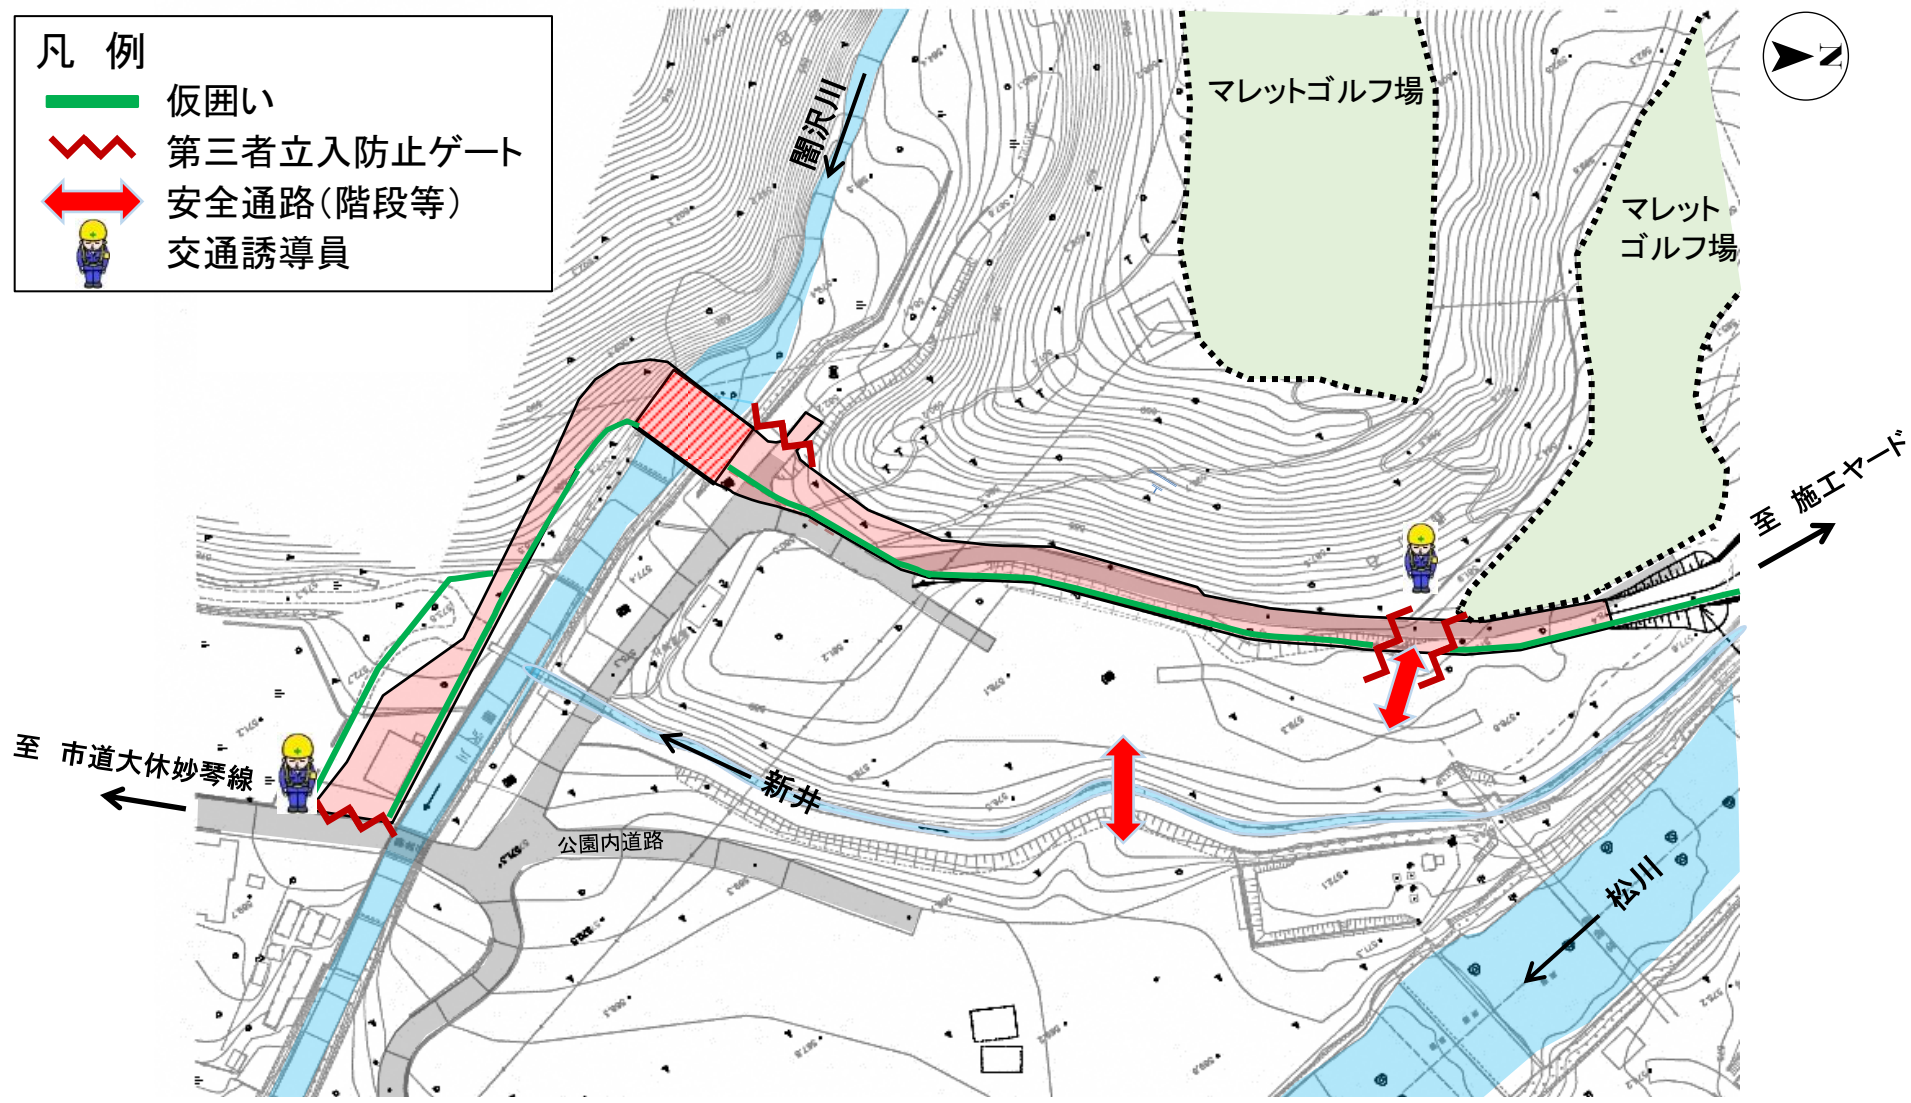 凡 例
仮囲い
第三者立入防止ゲート
安全通路(階段等)
交通誘導員
闇沢川
マレットゴルフ場
マレット
ゴルフ場
N
至 施工ヤード
至 市道大休妙琴線
新井
公園内道路
松川